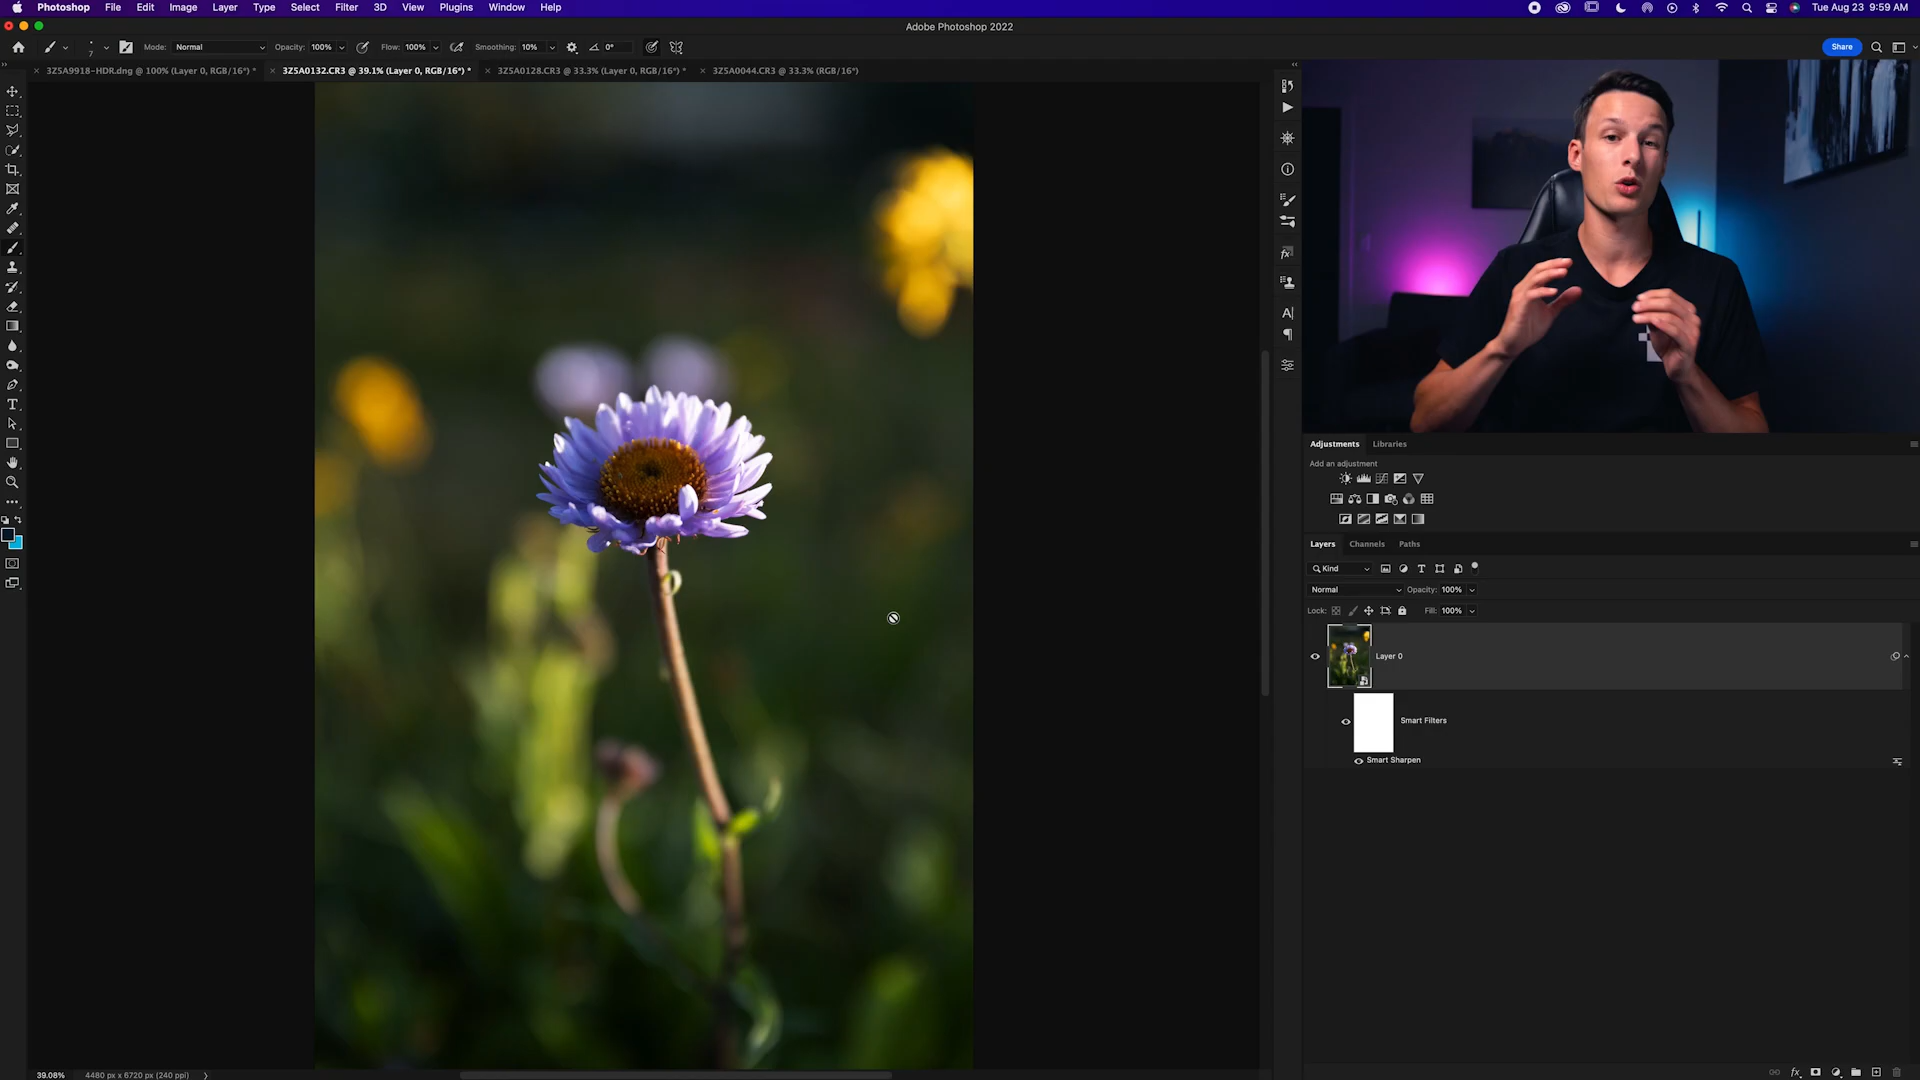 Photoshop File Edit Image Layer Type Select Filter 3D View Plugins Window Help Tue Aug 23 9:59 AM
Adobe Photoshop 2022
7 Mode: Normal Opacity: 100% Flow: 100% Smoothing: 10% 0° Share
3Z5A9918-HDR.dng @ 100% (Layer 0, RGB/16*) * 3Z5A0132.CR3 @ 39.1% (Layer 0, RGB/16*) * 3Z5A0128.CR3 @ 33.3% (Layer 0, RGB/16*) * 3Z5A0044.CR3 @ 33.3% (RGB/16*)
Adjustments Libraries
Add an adjustment
Layers Channels Paths
Kind
Normal Opacity: 100%
Lock: Fill: 100%
Layer 0
Smart Filters
Smart Sharpen
39.08% 4480 px x 6720 px (240 ppi)